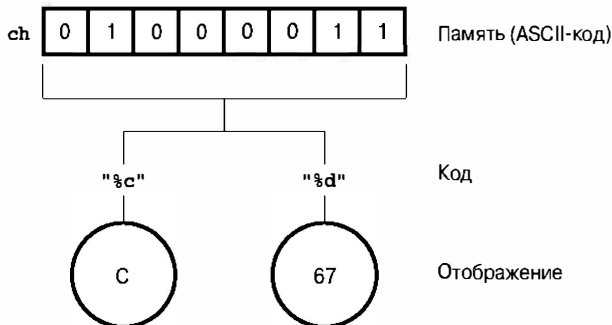 ch 0 1 0 0 0 0 1 1 Память (ASCII-код)
"%c" "%d" Код
C 67 Отображение